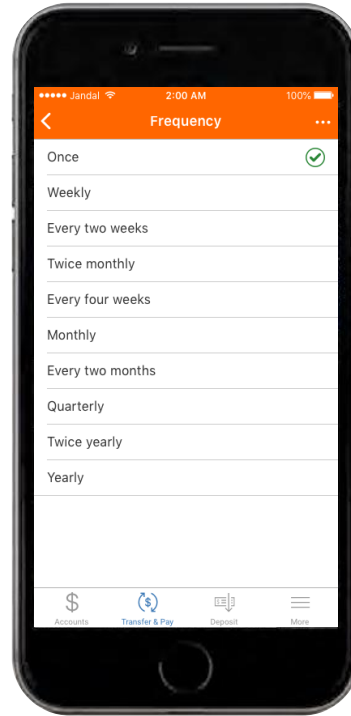 Jandal 2:00 AM 100%
Frequency
Once
Weekly
Every two weeks
Twice monthly
Every four weeks
Monthly
Every two months
Quarterly
Twice yearly
Yearly
Accounts Transfer & Pay Deposit More